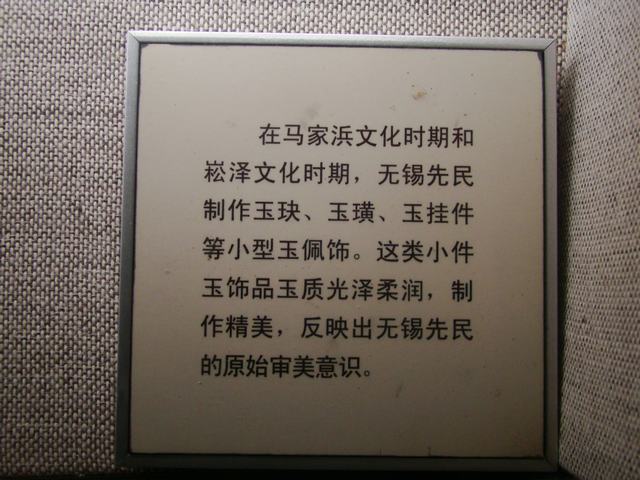 在马家浜文化时期和
崧泽文化时期，无锡先民
制作玉玦、玉璜、玉挂件
等小型玉佩饰。这类小件
玉饰品玉质光泽柔润，制
作精美，反映出无锡先民
的原始审美意识。